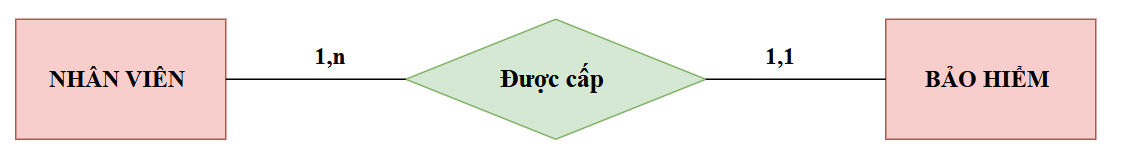 NHÂN VIÊN
1,n
Được cấp
1,1
BẢO HIỂM